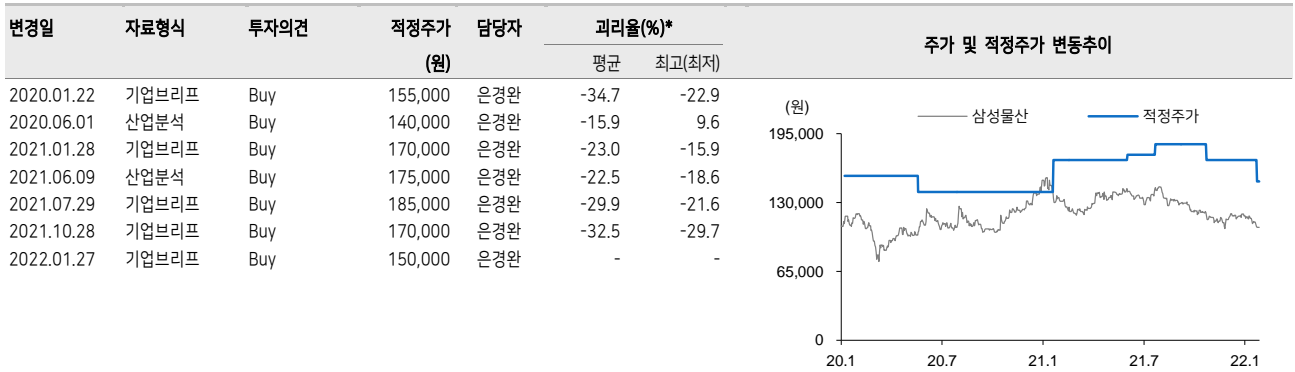 변경일 자료형식 투자의견 적정주가 담당자 괴리율(%)* 주가 및 적정주가 변동추이
(원) 평균 최고(최저)
2020.01.22 기업브리프 Buy 155,000 은경완 -34.7 -22.9
2020.06.01 산업분석 Buy 140,000 은경완 -15.9 9.6
2021.01.28 기업브리프 Buy 170,000 은경완 -23.0 -15.9
2021.06.09 산업분석 Buy 175,000 은경완 -22.5 -18.6
2021.07.29 기업브리프 Buy 185,000 은경완 -29.9 -21.6
2021.10.28 기업브리프 Buy 170,000 은경완 -32.5 -29.7
2022.01.27 기업브리프 Buy 150,000 은경완 - -
(원)
삼성물산 적정주가
195,000
130,000
65,000
0
20.1 20.7 21.1 21.7 22.1